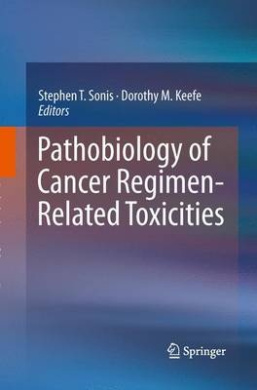 Stephen T. Sonis · Dorothy M. Keefe
Editors
Pathobiology of
Cancer Regimen-
Related Toxicities
Springer